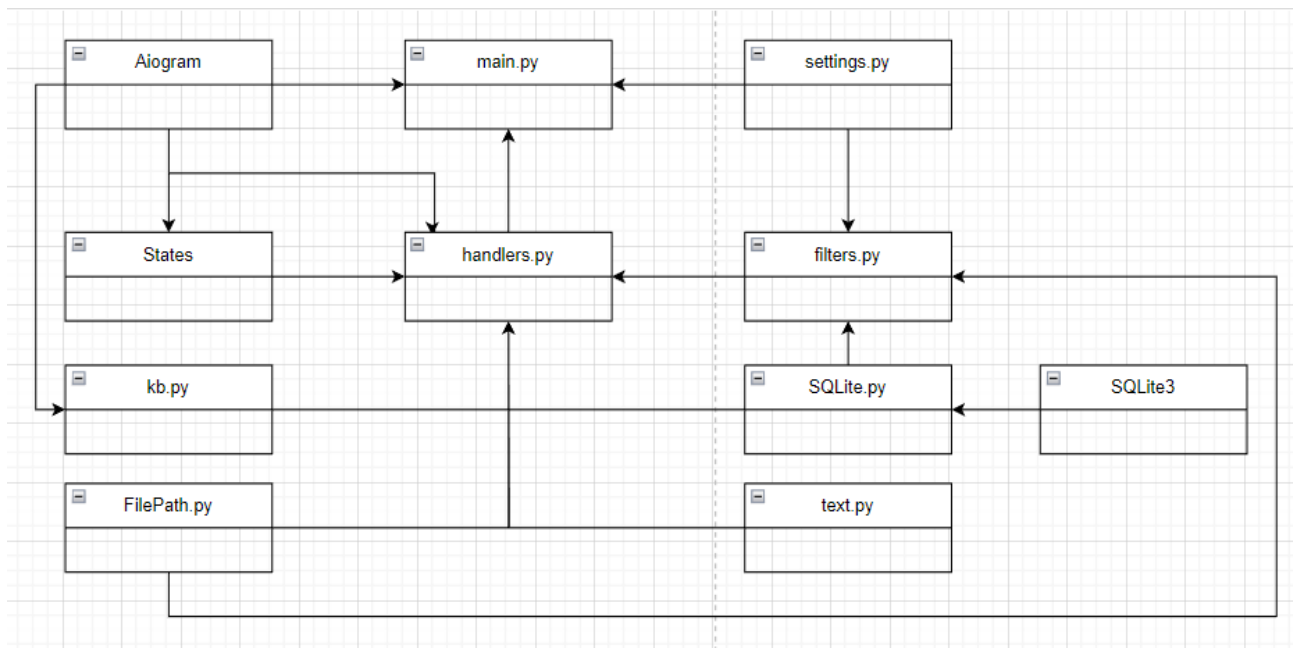 Aiogram
main.py
settings.py
States
handlers.py
filters.py
kb.py
SQLite.py
SQLite3
FilePath.py
text.py